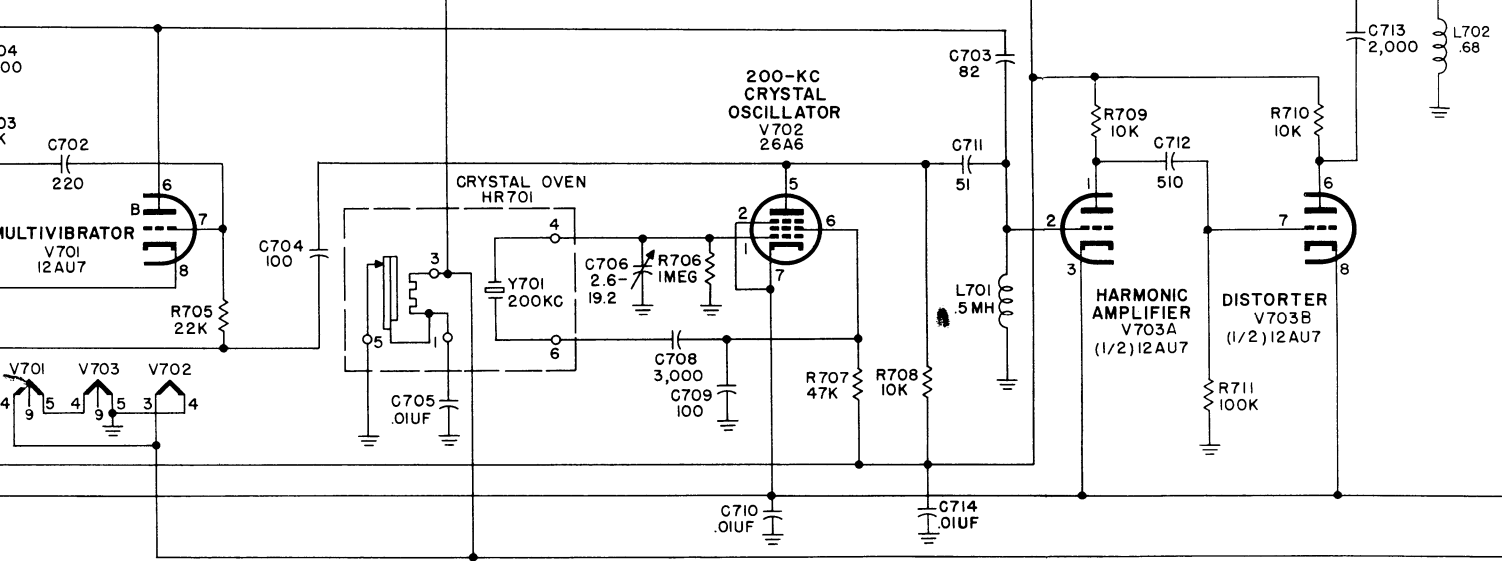 C713
2,000
L702
.68
04
00
C703
82
200-KC
CRYSTAL
OSCILLATOR
V702
26A6
R709
10K
R710
10K
03
K
C702
220
C711
51
C712
510
CRYSTAL OVEN
HR701
6
B
7
8
MULTIVIBRATOR
V701
12AU7
C704
100
R705
22K
3
4
Y701
200KC
5
1
6
C706
2.6-
19.2
R706
1MEG
5
2
1
6
7
L701
.5MH
1
2
3
6
7
8
HARMONIC
AMPLIFIER
V703A
(1/2)12AU7
DISTORTER
V703B
(1/2)12AU7
C708
3,000
C709
100
R707
47K
R708
10K
R711
100K
V701
V703
V702
4
9
5
4
9
5
3
4
C705
.01UF
C710
.01UF
C714
.01UF